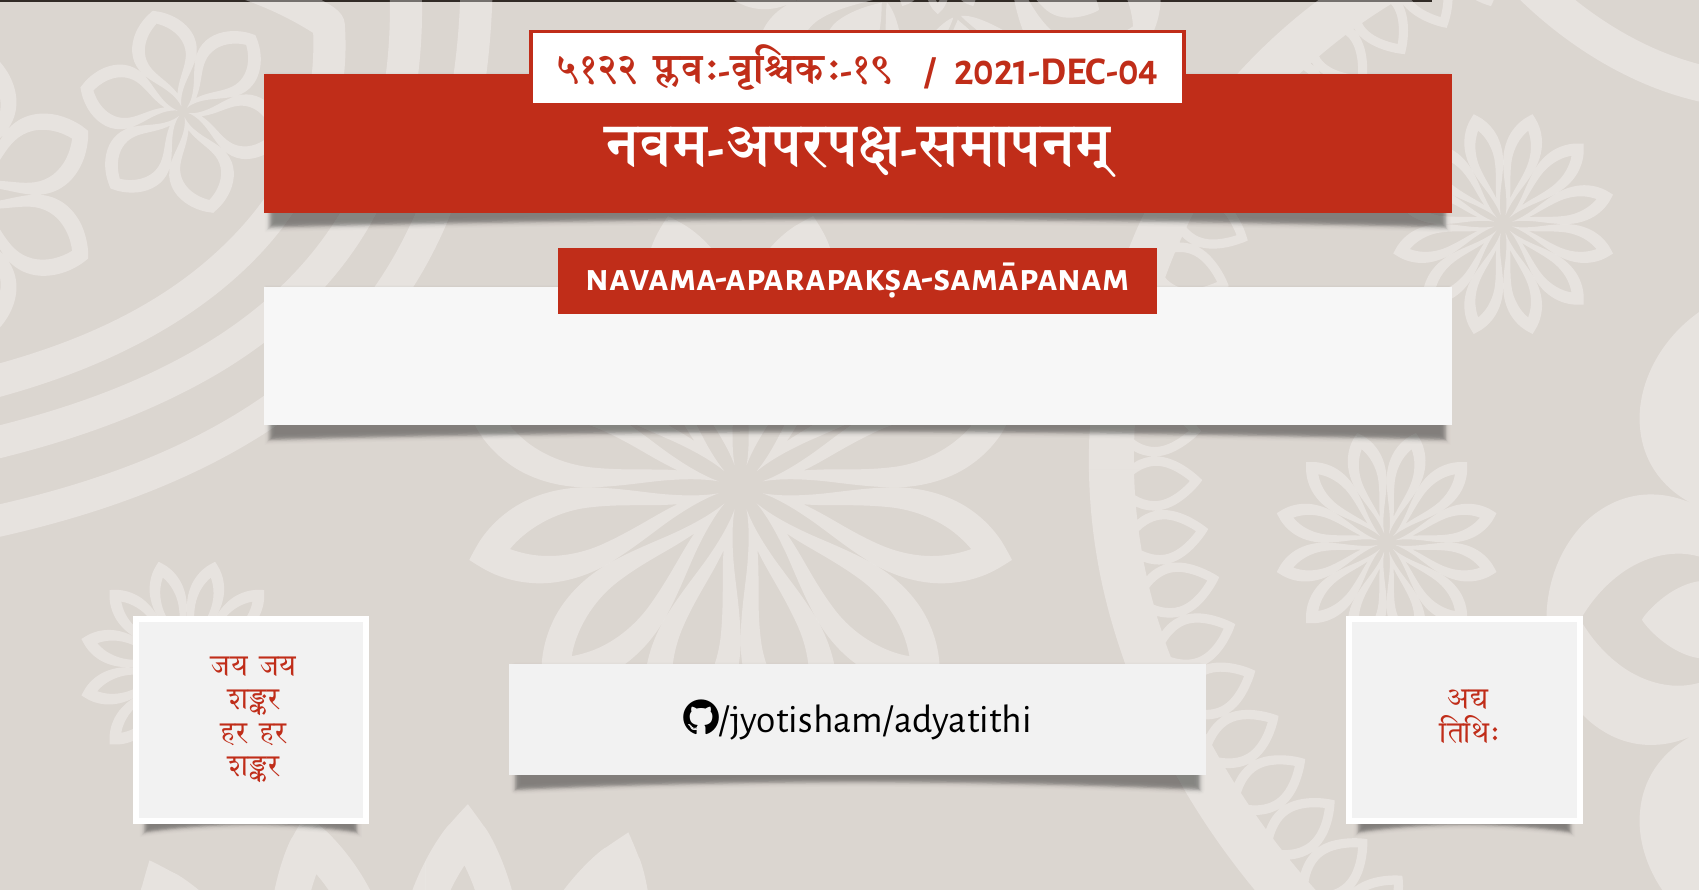 ५१२२ प्लवः-वृश्चिकः-१९ / 2021-DEC-04
नवम-अपरपक्ष-समापनम्
NAVAMA-APARAPAKṢA-SAMĀPANAM
जय जय
शङ्कर
हर हर
शङ्कर
/jyotisham/adyatithi
अद्य
तिथिः